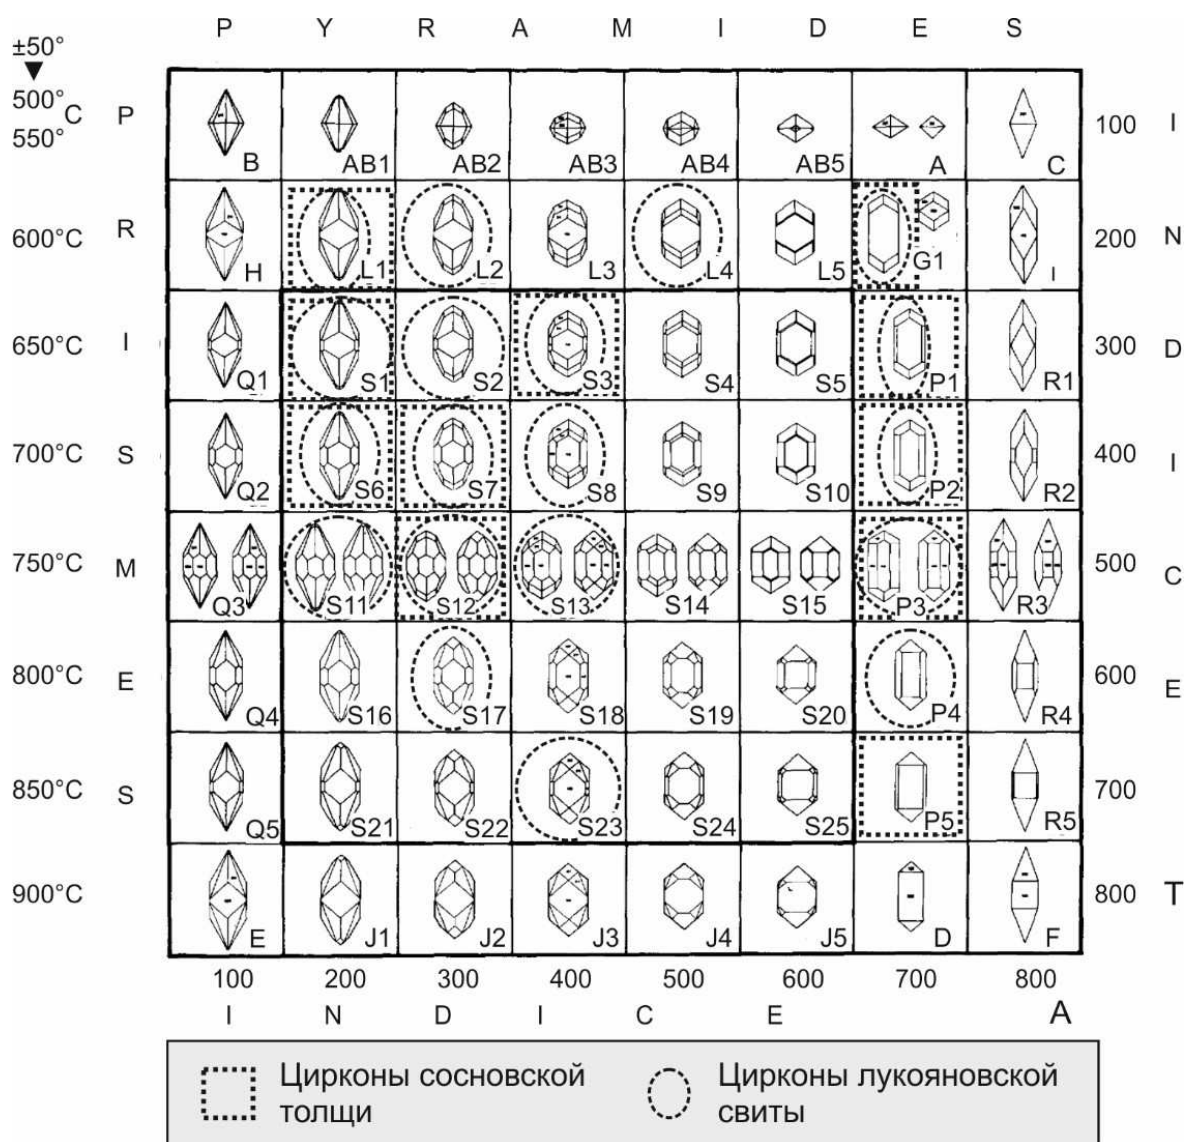 P Y R A M I D E S
±50°
500°
C
550°
P
B AB1 AB2 AB3 AB4 AB5 A C
100 I
600°C R
H L1 L2 L3 L4 L5 G1 I
200 N
650°C I
Q1 S1 S2 S3 S4 S5 P1 R1
300 D
700°C S
Q2 S6 S7 S8 S9 S10 P2 R2
400 I
750°C M
Q3 S11 S12 S13 S14 S15 P3 R3
500 C
800°C E
Q4 S16 S17 S18 S19 S20 P4 R4
600 E
850°C S
Q5 S21 S22 S23 S24 S25 P5 R5
700
900°C
E J1 J2 J3 J4 J5 D F
800 T
100 200 300 400 500 600 700 800
I N D I C E A
Цирконы сосновской
толщи
Цирконы лукояновской
свиты